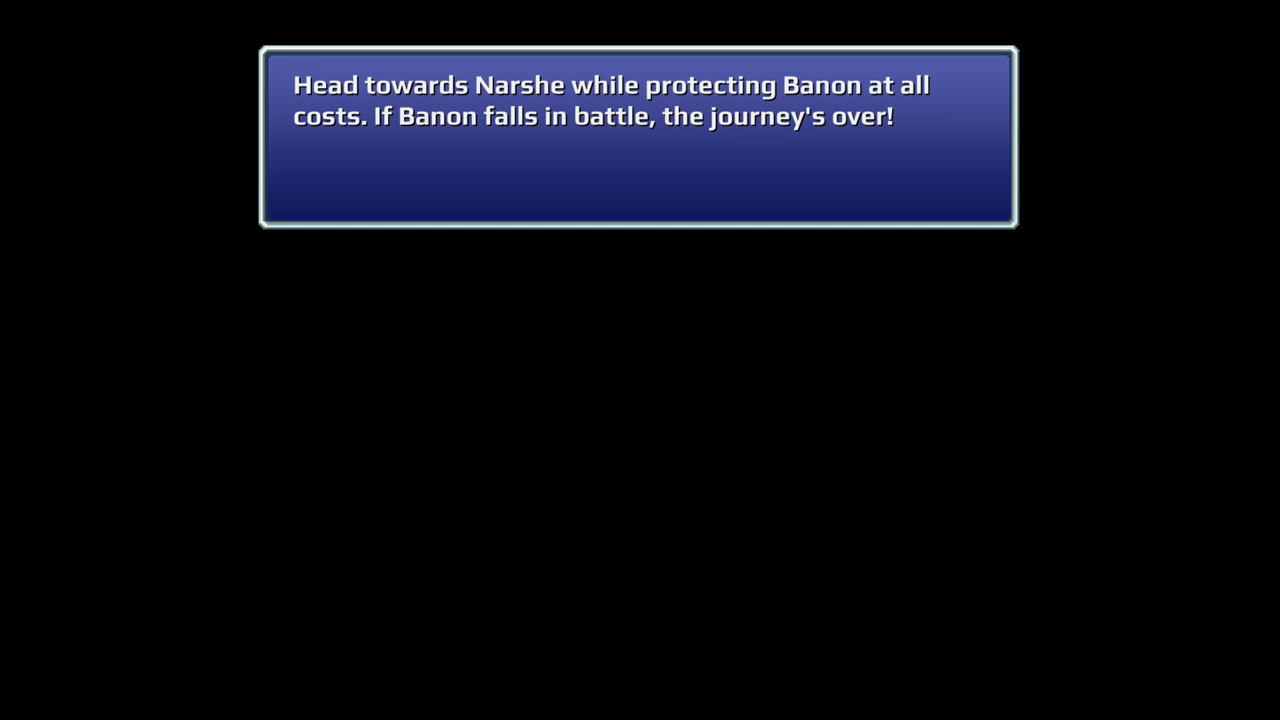 Head towards Narshe while protecting Banon at all
costs. If Banon falls in battle, the journey's over!